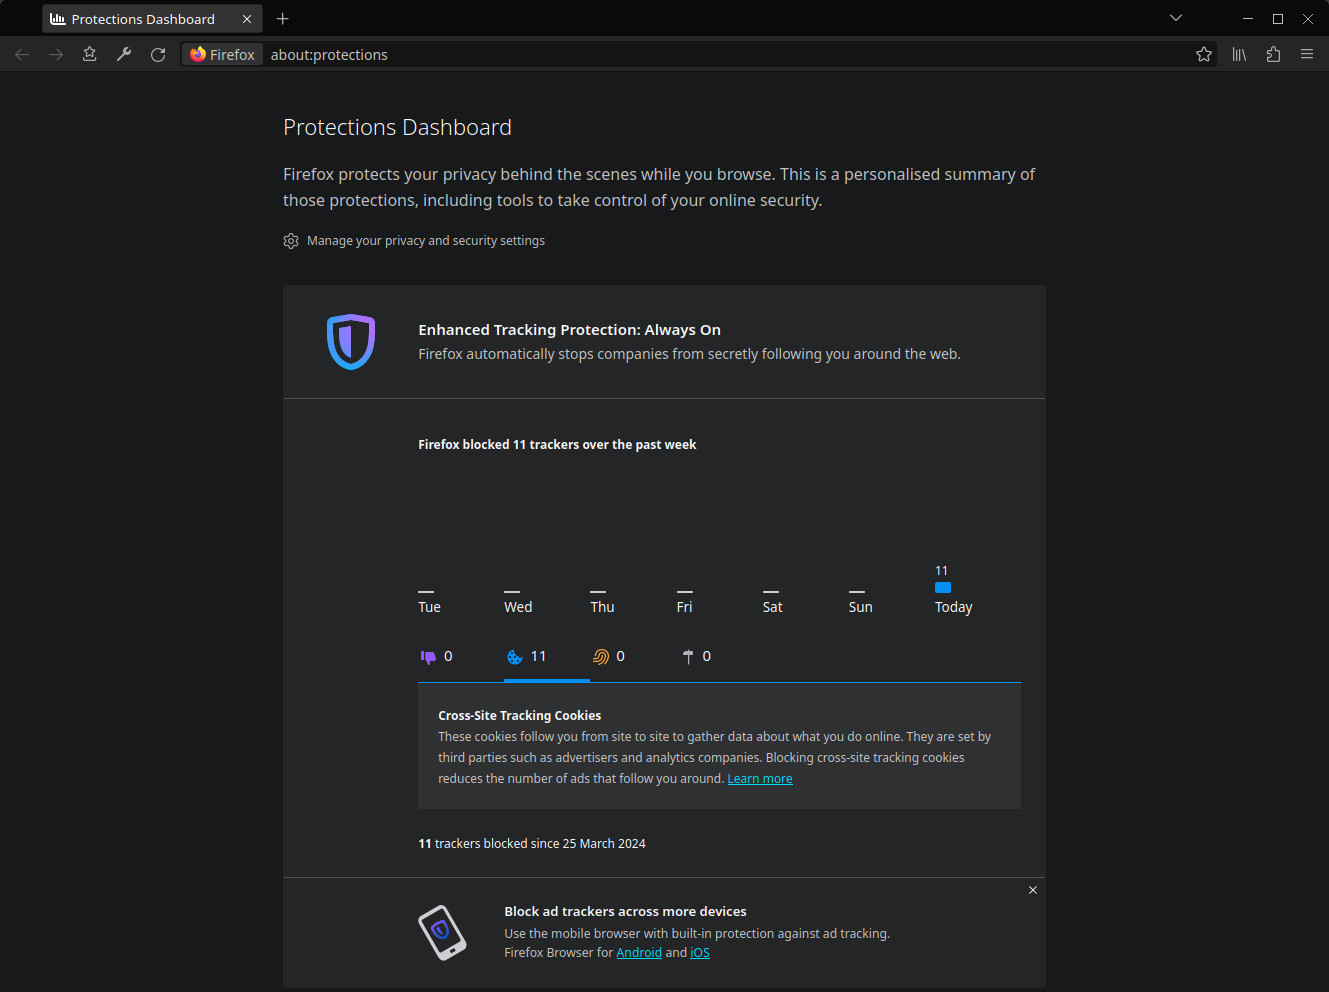 Protections Dashboard
Firefox
about:protections
Protections Dashboard
Firefox protects your privacy behind the scenes while you browse. This is a personalised summary of
those protections, including tools to take control of your online security.
Manage your privacy and security settings
Enhanced Tracking Protection: Always On
Firefox automatically stops companies from secretly following you around the web.
Firefox blocked 11 trackers over the past week
11
Tue Wed Thu Fri Sat Sun Today
0 11 0 0
Cross-Site Tracking Cookies
These cookies follow you from site to site to gather data about what you do online. They are set by
third parties such as advertisers and analytics companies. Blocking cross-site tracking cookies
reduces the number of ads that follow you around. Learn more
11 trackers blocked since 25 March 2024
Block ad trackers across more devices
Use the mobile browser with built-in protection against ad tracking.
Firefox Browser for Android and iOS